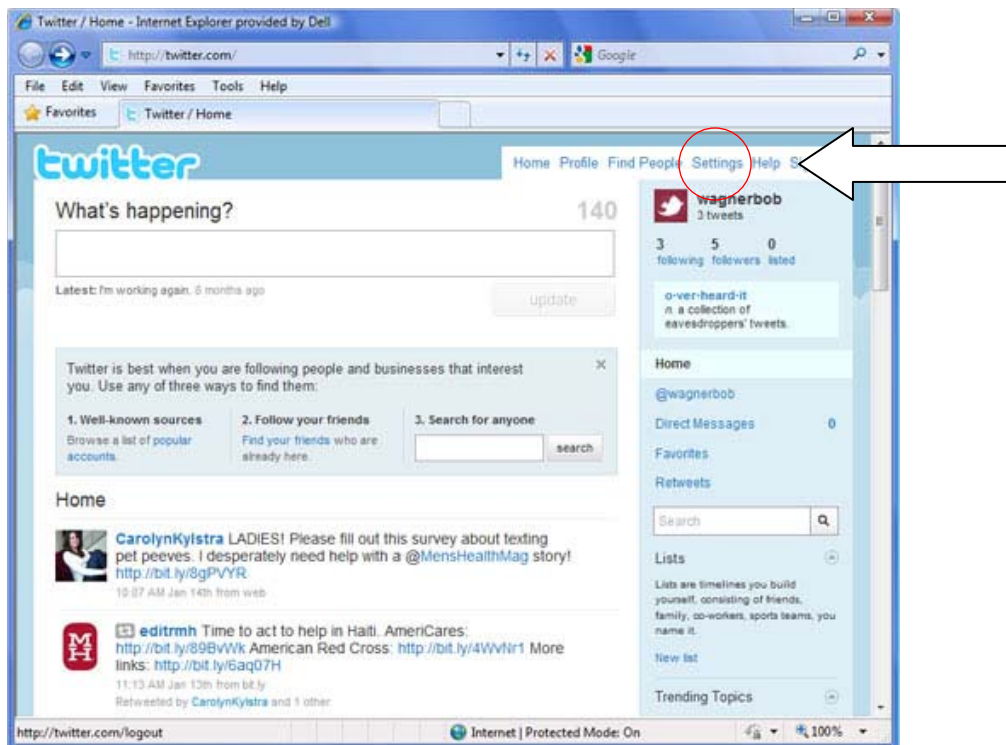 Twitter / Home - Internet Explorer provided by Dell
http://twitter.com/
Google
File Edit View Favorites Tools Help
Favorites
Twitter / Home
twitter
Home Profile Find People Settings Help
What's happening?
140
wagnerbob
3 tweets
3 5 0
following followers listed
Latest: I'm working again. 6 months ago
update
o-ver-heard-it
n. a collection of
eavesdroppers' tweets.
Twitter is best when you are following people and businesses that interest
you. Use any of three ways to find them:
1. Well-known sources
Browse a list of popular
accounts.
2. Follow your friends
Find your friends who are
already here.
3. Search for anyone
search
Home
@wagnerbob
Direct Messages 0
Favorites
Retweets
Search
Lists
Lists are timelines you build
yourself, consisting of friends,
family, co-workers, sports teams, you
name it.
New list
Trending Topics
Home
CarolynKylstra LADIES! Please fill out this survey about texting
pet peeves. I desperately need help with a @MensHealthMag story!
http://bit.ly/8gPVYR
10:07 AM Jan 14th from web
editrmh Time to act to help in Haiti. AmeriCares:
http://bit.ly/89BvWk American Red Cross: http://bit.ly/4WvNr1 More
links: http://bit.ly/6aq07H
11:13 AM Jan 13th from bit.ly
Retweeted by CarolynKylstra and 1 other
http://twitter.com/logout
Internet | Protected Mode: On
100%